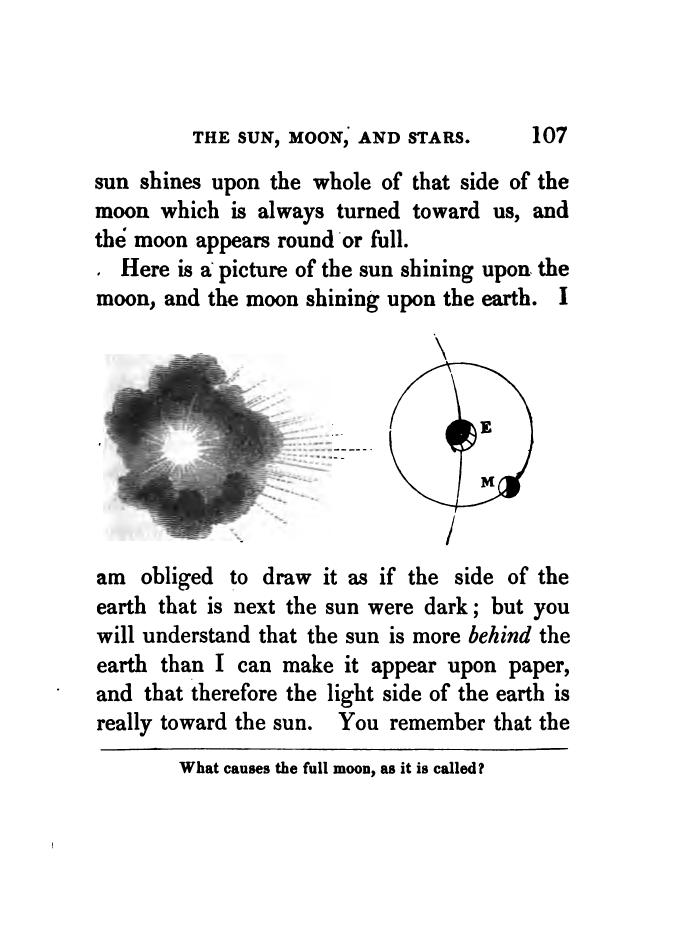 THE SUN, MOON, AND STARS. 107
sun shines upon the whole of that side of the
moon which is always turned toward us, and
the moon appears round or full.
Here is a picture of the sun shining upon the
moon, and the moon shining upon the earth. I
E
M
am obliged to draw it as if the side of the
earth that is next the sun were dark; but you
will understand that the sun is more behind the
earth than I can make it appear upon paper,
and that therefore the light side of the earth is
really toward the sun. You remember that the
What causes the full moon, as it is called?